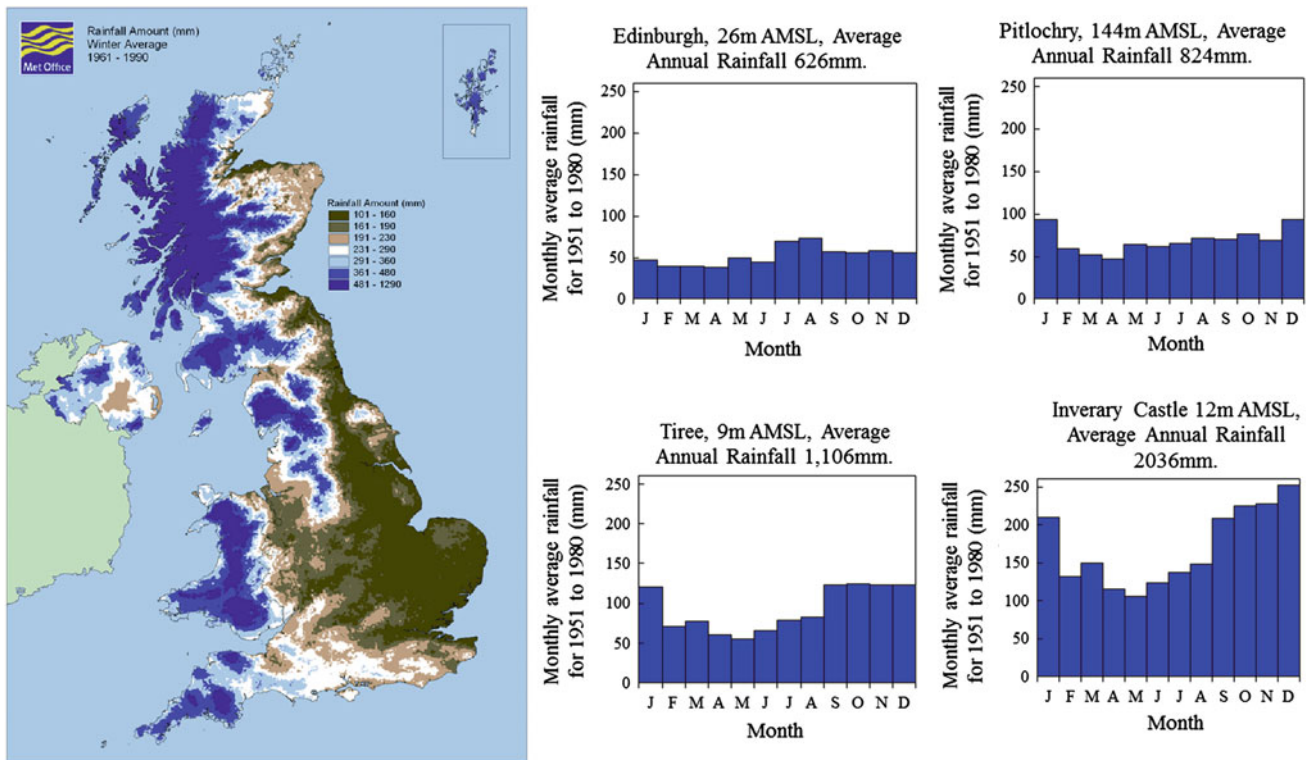 Met Office
Rainfall Amount (mm)
Winter Average
1961 - 1990
Rainfall Amount (mm)
101 - 160
161 - 190
191 - 230
231 - 290
291 - 360
361 - 480
481 - 1290
Edinburgh, 26m AMSL, Average
Annual Rainfall 626mm.
Monthly average rainfall
for 1951 to 1980 (mm)
250
200
150
100
50
0
J F M A M J J A S O N D
Month
Pitlochry, 144m AMSL, Average
Annual Rainfall 824mm.
Monthly average rainfall
for 1951 to 1980 (mm)
250
200
150
100
50
0
J F M A M J J A S O N D
Month
Tiree, 9m AMSL, Average
Annual Rainfall 1,106mm.
Monthly average rainfall
for 1951 to 1980 (mm)
250
200
150
100
50
0
J F M A M J J A S O N D
Month
Inverary Castle 12m AMSL,
Average Annual Rainfall
2036mm.
Monthly average rainfall
for 1951 to 1980 (mm)
250
200
150
100
50
0
J F M A M J J A S O N D
Month